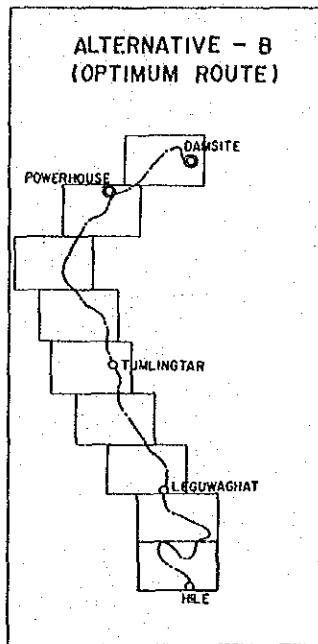 ALTERNATIVE - B
(OPTIMUM ROUTE)
DAMSITE
POWERHOUSE
TUMLINGTAR
LEGUWAGHAT
HILE